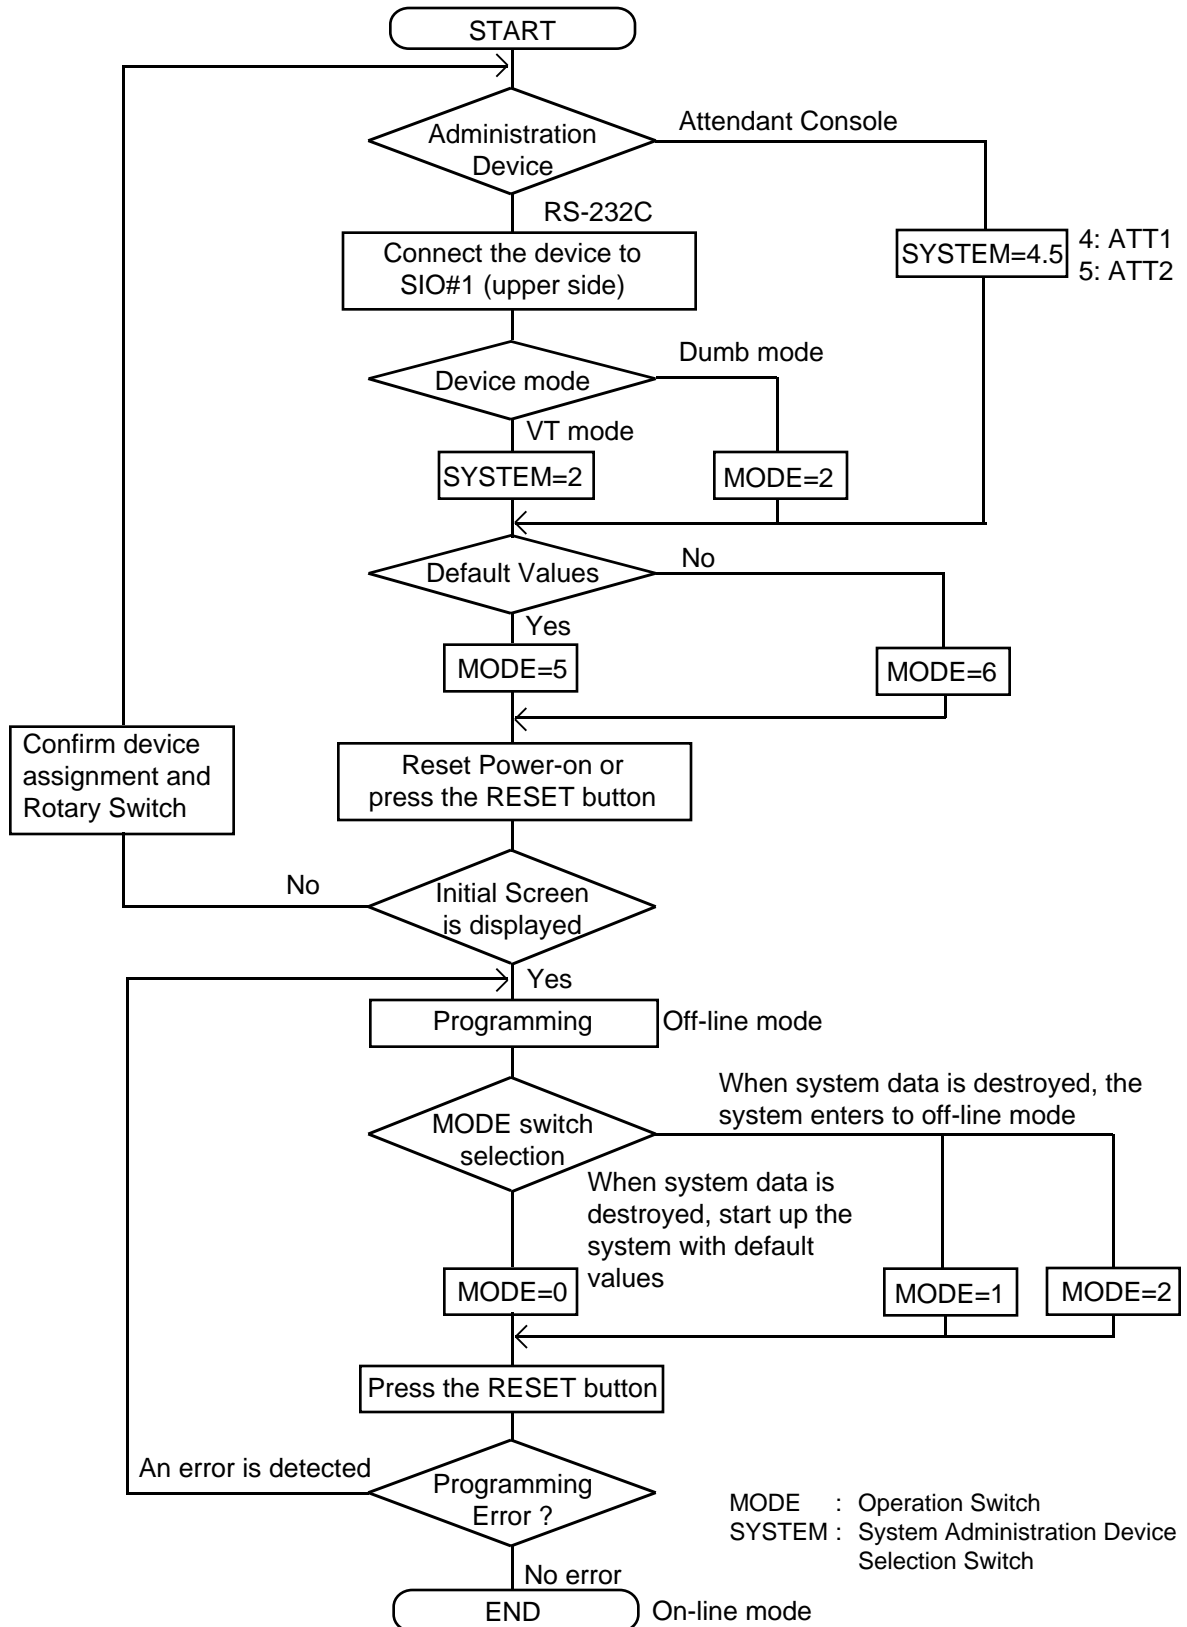 START
Administration
Device
Attendant Console
RS-232C
Connect the device to
SIO#1 (upper side)
SYSTEM=4.5
4: ATT1
5: ATT2
Device mode
Dumb mode
VT mode
SYSTEM=2
MODE=2
Default Values
No
Yes
MODE=5
MODE=6
Confirm device
assignment and
Rotary Switch
Reset Power-on or
press the RESET button
No
Initial Screen
is displayed
Yes
Programming
Off-line mode
MODE switch
selection
When system data is destroyed, the
system enters to off-line mode
When system data is
destroyed, start up the
system with default
values
MODE=0
MODE=1
MODE=2
Press the RESET button
An error is detected
Programming
Error ?
MODE : Operation Switch
SYSTEM : System Administration Device
Selection Switch
No error
END
On-line mode